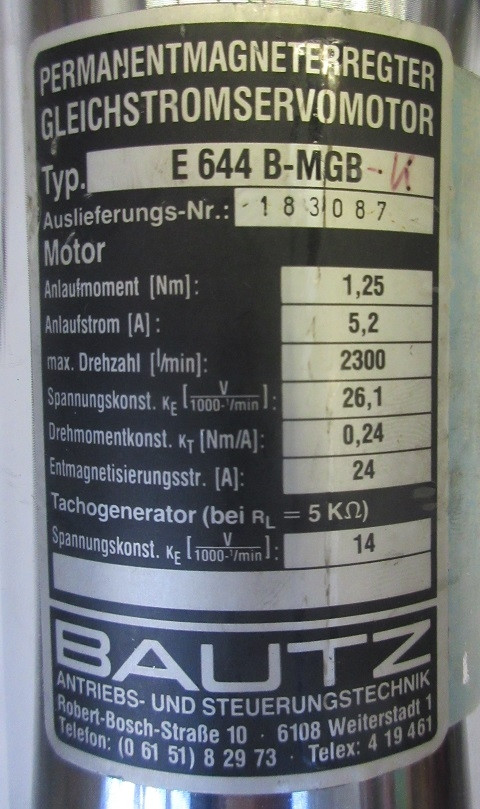 PERMANENTMAGNETERREGTER
GLEICHSTROMSERVOMOTOR
Typ. E 644 B-MGB-U
Auslieferungs-Nr.: 183087
Motor
Anlaufmoment [Nm]: 1,25
Anlaufstrom [A]: 5,2
max. Drehzahl [1/min]: 2300
Spannungskonst. KE [V/1000·1/min]: 26,1
Drehmomentkonst. KT [Nm/A]: 0,24
Entmagnetisierungsstr. [A]: 24
Tachogenerator (bei RL = 5 KΩ)
Spannungskonst. KE [V/1000·1/min]: 14
BAUTZ
ANTRIEBS- UND STEUERUNGSTECHNIK
Robert-Bosch-Straße 10 · 6108 Weiterstadt 1
Telefon: (0 61 51) 8 29 73 · Telex: 4 19 461